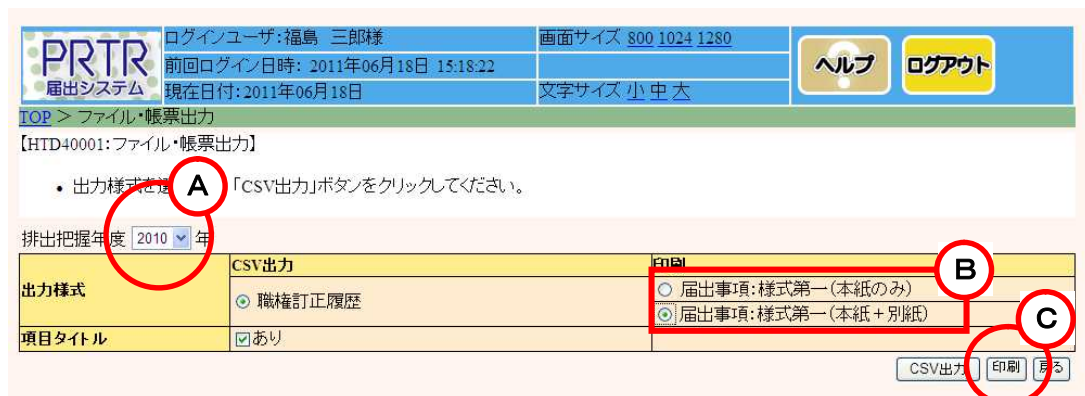 PRTR
届出システム
ログインユーザ:福島 三郎様
画面サイズ 800 1024 1280
前回ログイン日時: 2011年06月18日 15:18:22
現在日付:2011年06月18日
文字サイズ 小 中 大
ヘルプ
ログアウト
TOP > ファイル・帳票出力
【HTD40001:ファイル・帳票出力】
• 出力様式を A 「CSV出力」ボタンをクリックしてください。
排出把握年度 2010 年
CSV出力
印刷
B
出力様式
職権訂正履歴
届出事項:様式第一(本紙のみ)
届出事項:様式第一(本紙+別紙)
C
項目タイトル
あり
CSV出力
印刷
戻る